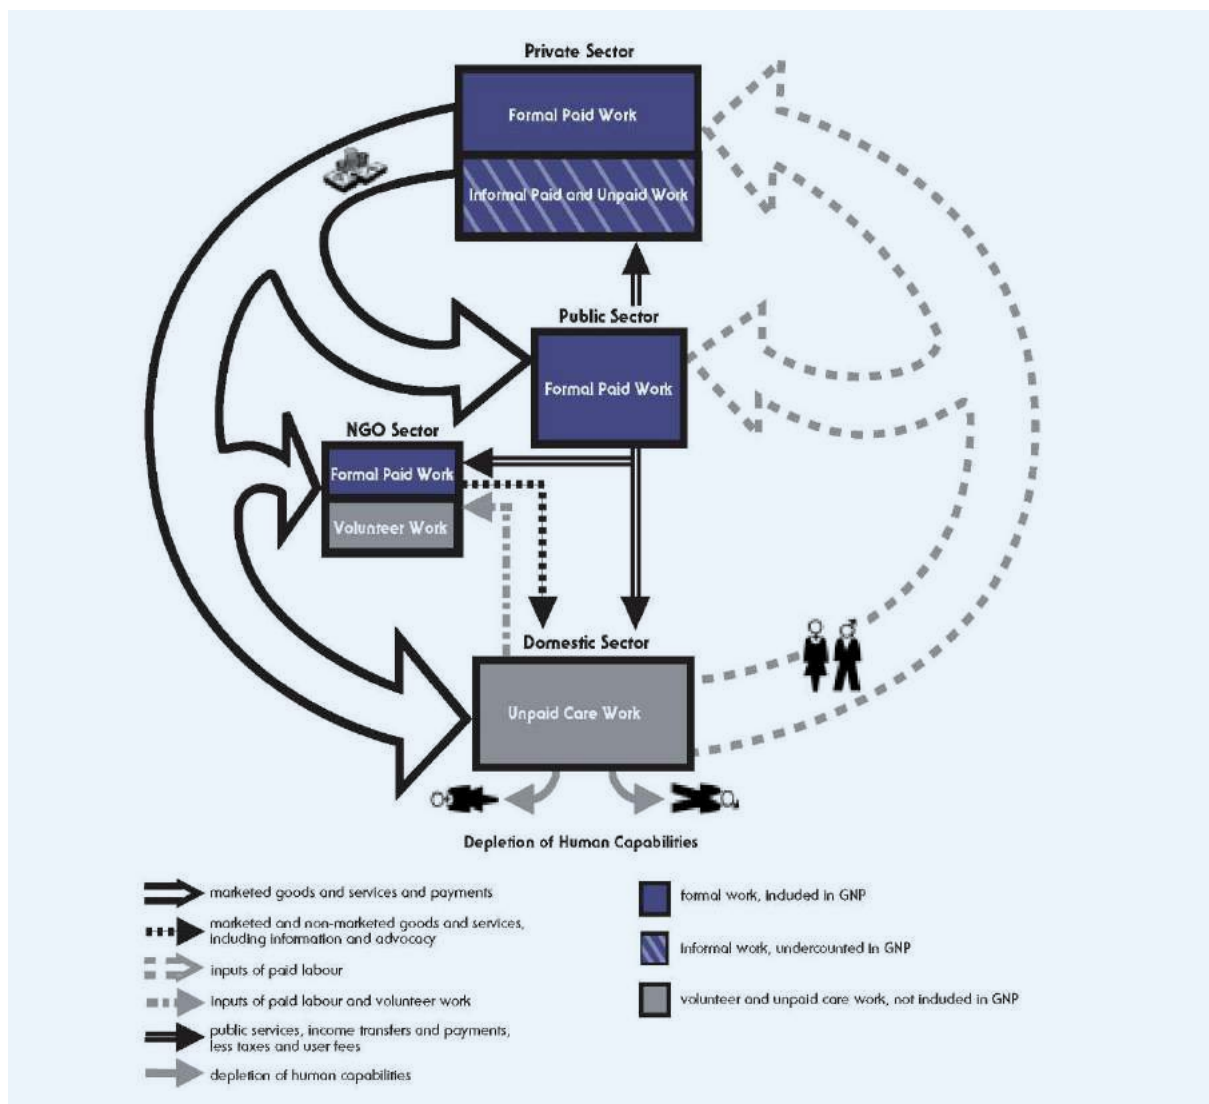 Private Sector
Formal Paid Work
Informal Paid and Unpaid Work
Public Sector
Formal Paid Work
NGO Sector
Formal Paid Work
Volunteer Work
Domestic Sector
Unpaid Care Work
Depletion of Human Capabilities
marketed goods and services and payments
marketed and non-marketed goods and services,
including information and advocacy
inputs of paid labour
inputs of paid labour and volunteer work
public services, income transfers and payments,
less taxes and user fees
depletion of human capabilities
formal work, included in GNP
informal work, undercounted in GNP
volunteer and unpaid care work, not included in GNP